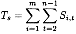 T_s = \sum_{i=1}^{m} \sum_{t=2}^{n-1} S_{i,t}